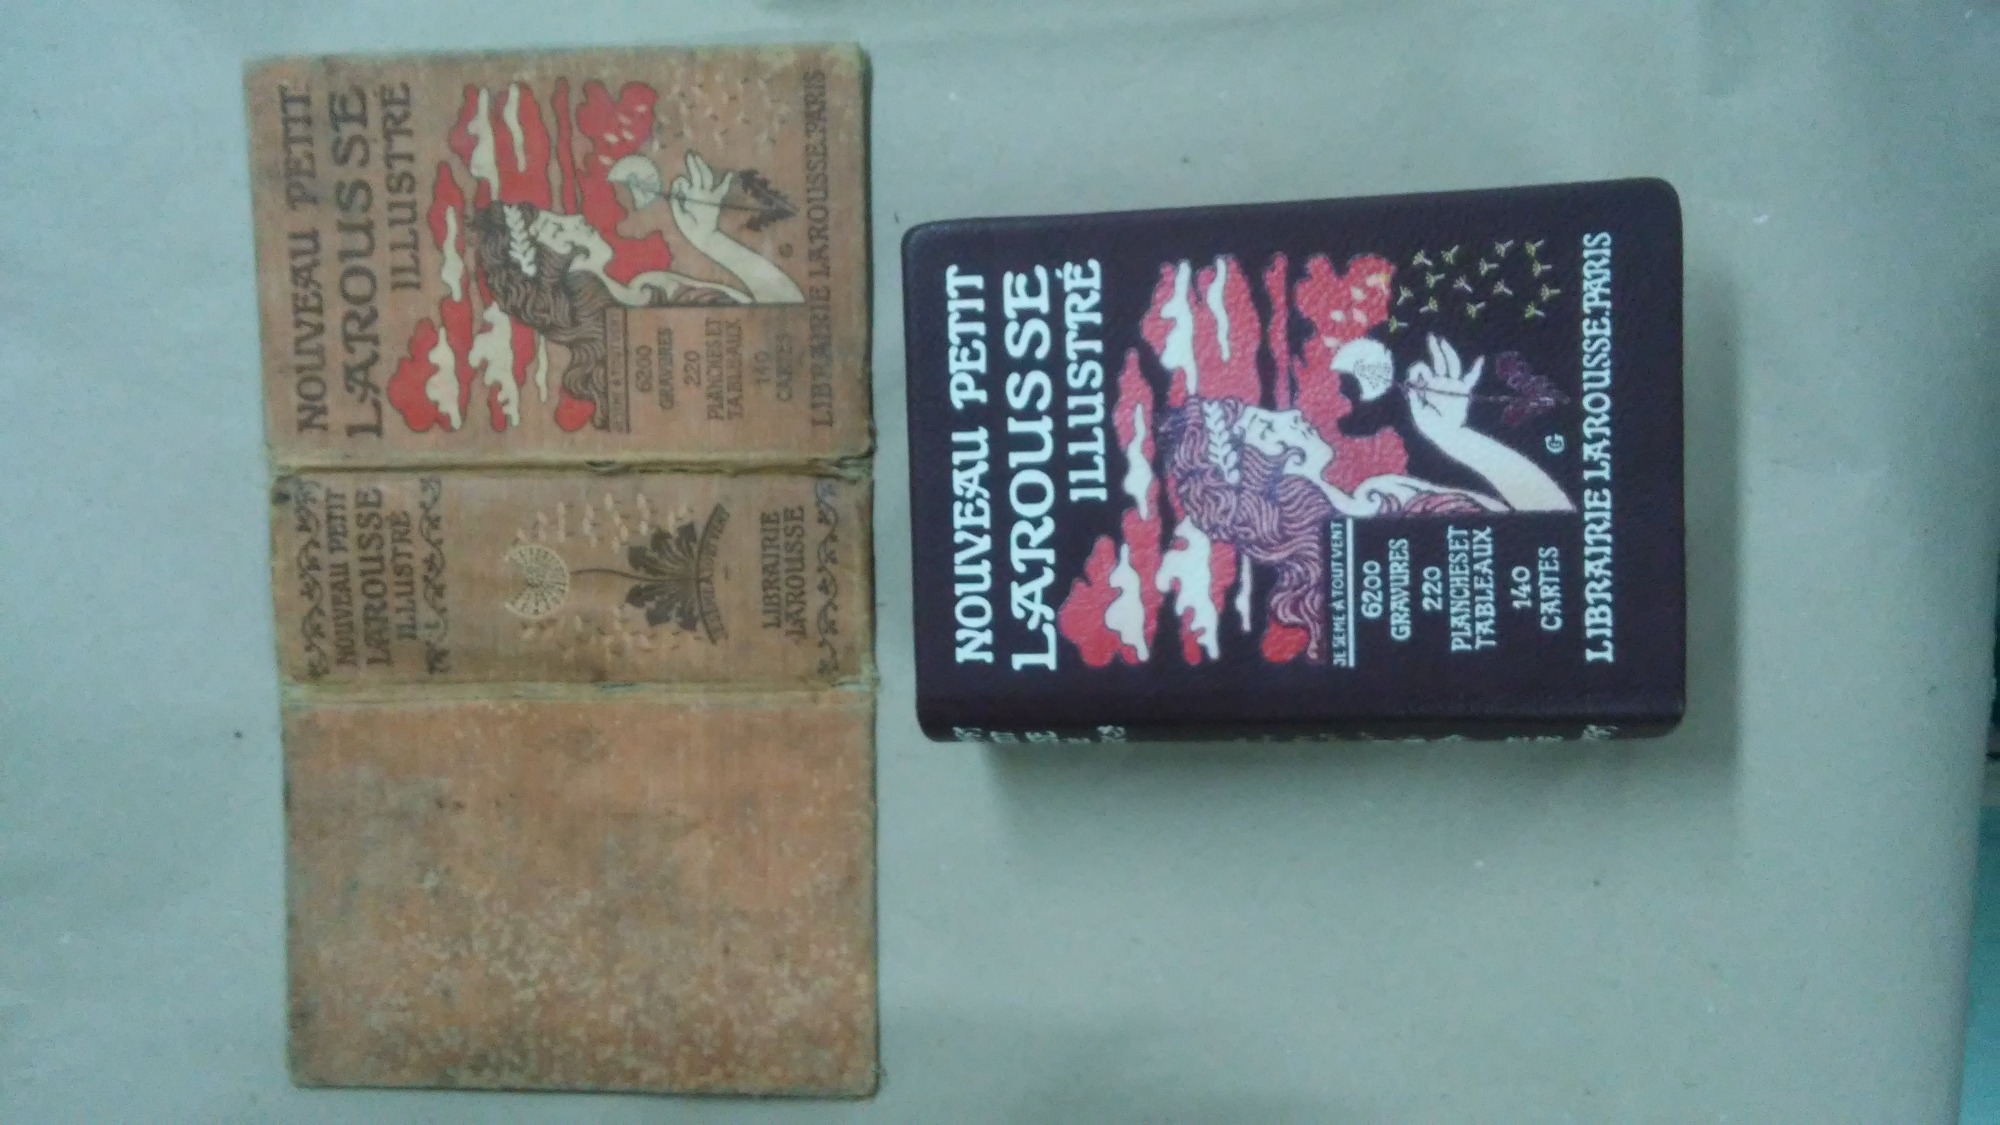 NOUVEAU PETIT
LAROUSSE
ILLUSTRÉ
6200
GRAVURES
220
PLANCHES ET
TABLEAUX
140
CARTES
G
LIBRAIRIE LAROUSSE.PARIS
NOUVEAU PETIT
LAROUSSE
ILLUSTRÉ
LIBRAIRIE
LAROUSSE
NOUVEAU PETIT
LAROUSSE
ILLUSTRÉ
JE SEME À TOUT VENT
6200
GRAVURES
220
PLANCHES ET
TABLEAUX
140
CARTES
G
LIBRAIRIE LAROUSSE.PARIS